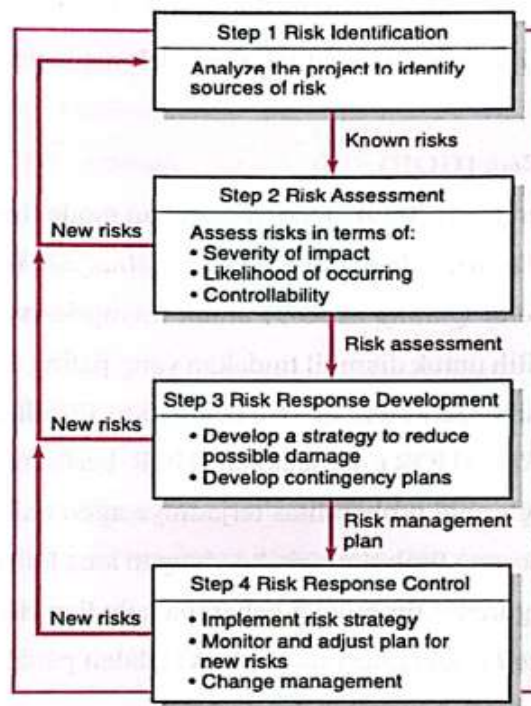 Step 1 Risk Identification
Analyze the project to identify
sources of risk
Known risks
Step 2 Risk Assessment
New risks
Assess risks in terms of:
• Severity of impact
• Likelihood of occurring
• Controllability
Risk assessment
Step 3 Risk Response Development
New risks
• Develop a strategy to reduce
possible damage
• Develop contingency plans
Risk management
plan
Step 4 Risk Response Control
New risks
• Implement risk strategy
• Monitor and adjust plan for
new risks
• Change management